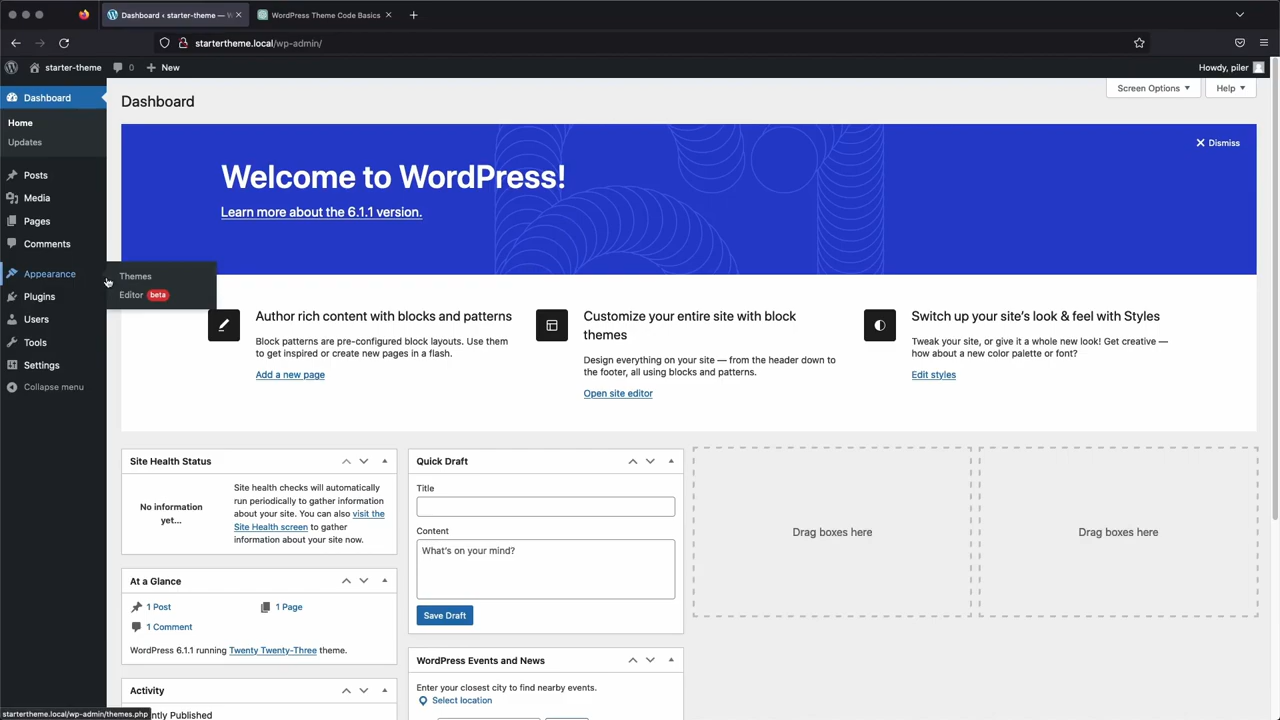 Dashboard ‹ starter-theme — W
WordPress Theme Code Basics
startertheme.local/wp-admin/
starter-theme
0
New
Howdy, piler
Dashboard
Home
Updates
Posts
Media
Pages
Comments
Appearance
Plugins
Users
Tools
Settings
Collapse menu
Themes
Editor beta
Dashboard
Screen Options
Help
Welcome to WordPress!
Learn more about the 6.1.1 version.
Dismiss
Author rich content with blocks and patterns
Block patterns are pre-configured block layouts. Use them
to get inspired or create new pages in a flash.
Add a new page
Customize your entire site with block
themes
Design everything on your site — from the header down to
the footer, all using blocks and patterns.
Open site editor
Switch up your site's look & feel with Styles
Tweak your site, or give it a whole new look! Get creative —
how about a new color palette or font?
Edit styles
Site Health Status
No information
yet...
Site health checks will automatically
run periodically to gather information
about your site. You can also visit the
Site Health screen to gather
information about your site now.
At a Glance
1 Post
1 Page
1 Comment
WordPress 6.1.1 running Twenty Twenty-Three theme.
Activity
ntly Published
Quick Draft
Title
Content
What's on your mind?
Save Draft
WordPress Events and News
Enter your closest city to find nearby events.
Select location
Drag boxes here
Drag boxes here
startertheme.local/wp-admin/themes.php